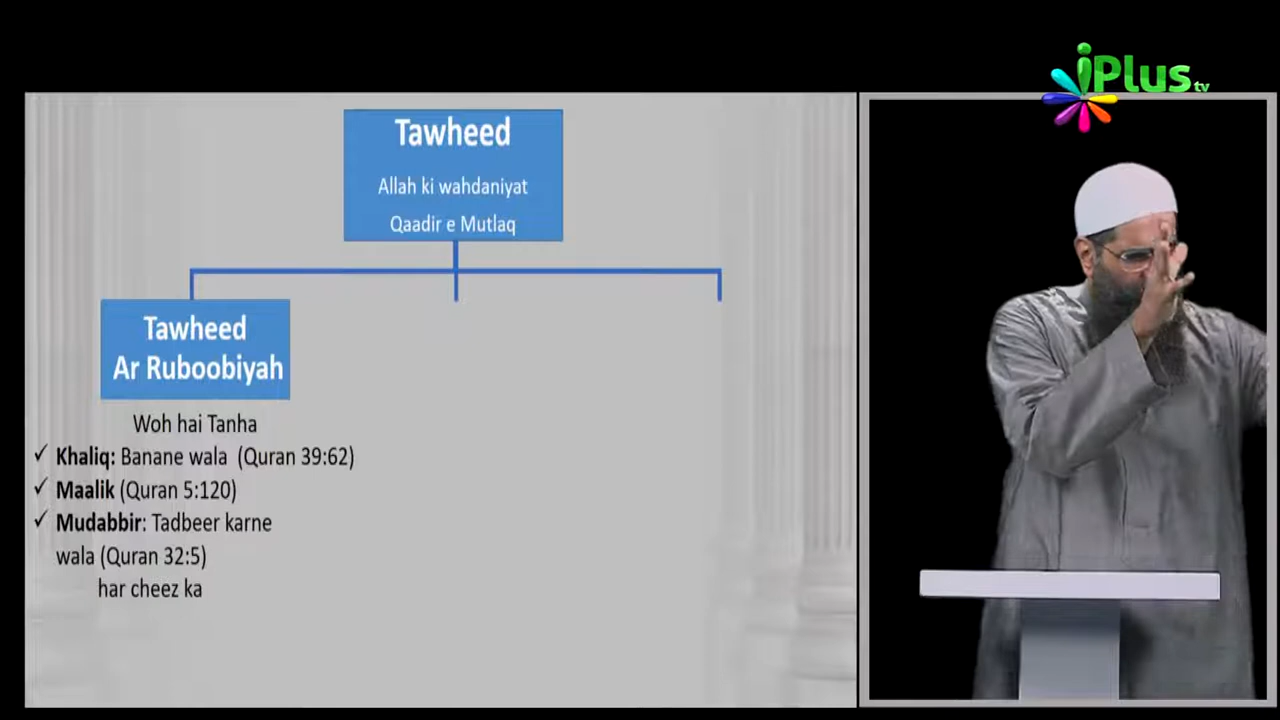 iPlus tv
Tawheed
Allah ki wahdaniyat
Qaadir e Mutlaq
Tawheed
Ar Ruboobiyah
Woh hai Tanha
✓ Khaliq: Banane wala (Quran 39:62)
✓ Maalik (Quran 5:120)
✓ Mudabbir: Tadbeer karne
wala (Quran 32:5)
har cheez ka